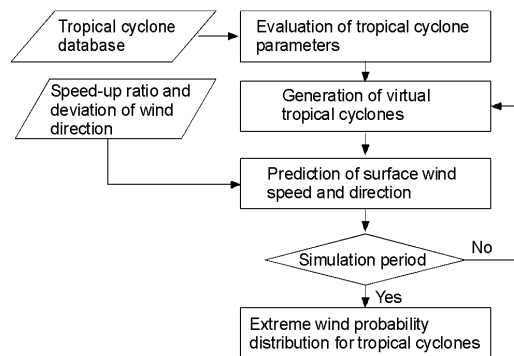 Tropical cyclone
database
Evaluation of tropical cyclone
parameters
Speed-up ratio and
deviation of wind
direction
Generation of virtual
tropical cyclones
Prediction of surface wind
speed and direction
Simulation period
No
Yes
Extreme wind probability
distribution for tropical cyclones